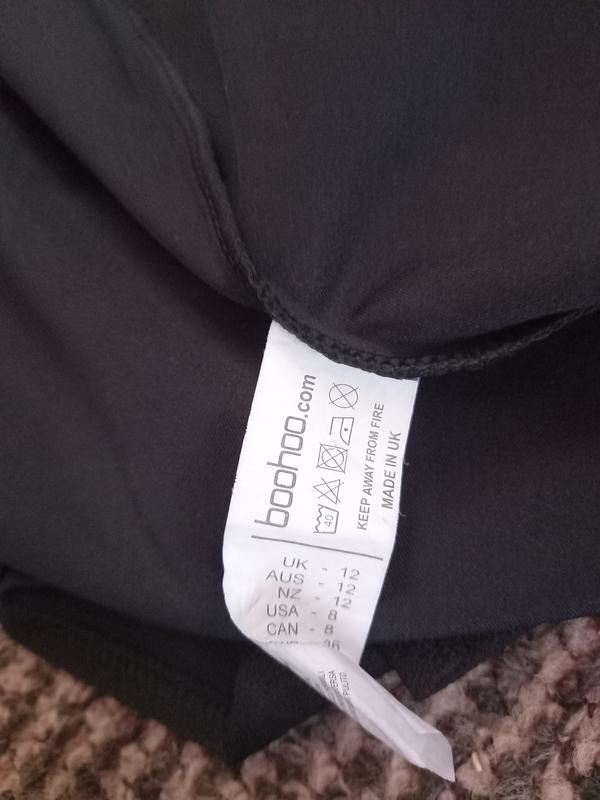 boohoo.com
40
KEEP AWAY FROM FIRE
MADE IN UK
UK - 12
AUS - 12
NZ - 12
USA - 8
CAN - 8
PULITO